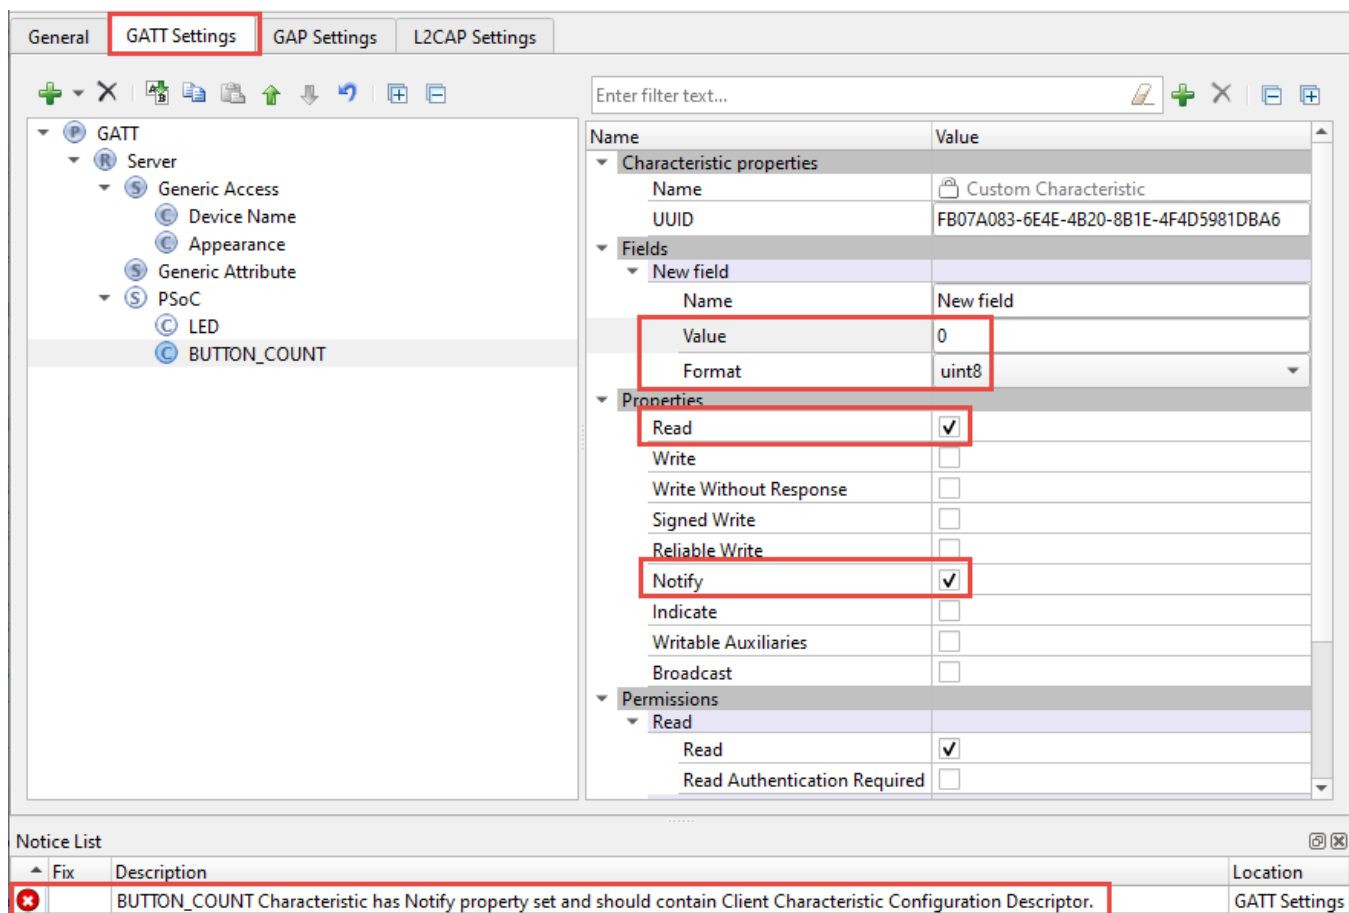 General GATT Settings GAP Settings L2CAP Settings
Enter filter text...
GATT
Server
Generic Access
Device Name
Appearance
Generic Attribute
PSoC
LED
BUTTON_COUNT
Name Value
Characteristic properties
Name Custom Characteristic
UUID FB07A083-6E4E-4B20-8B1E-4F4D5981DBA6
Fields
New field
Name New field
Value 0
Format uint8
Properties
Read
Write
Write Without Response
Signed Write
Reliable Write
Notify
Indicate
Writable Auxiliaries
Broadcast
Permissions
Read
Read
Read Authentication Required
Notice List
Fix Description Location
BUTTON_COUNT Characteristic has Notify property set and should contain Client Characteristic Configuration Descriptor. GATT Settings